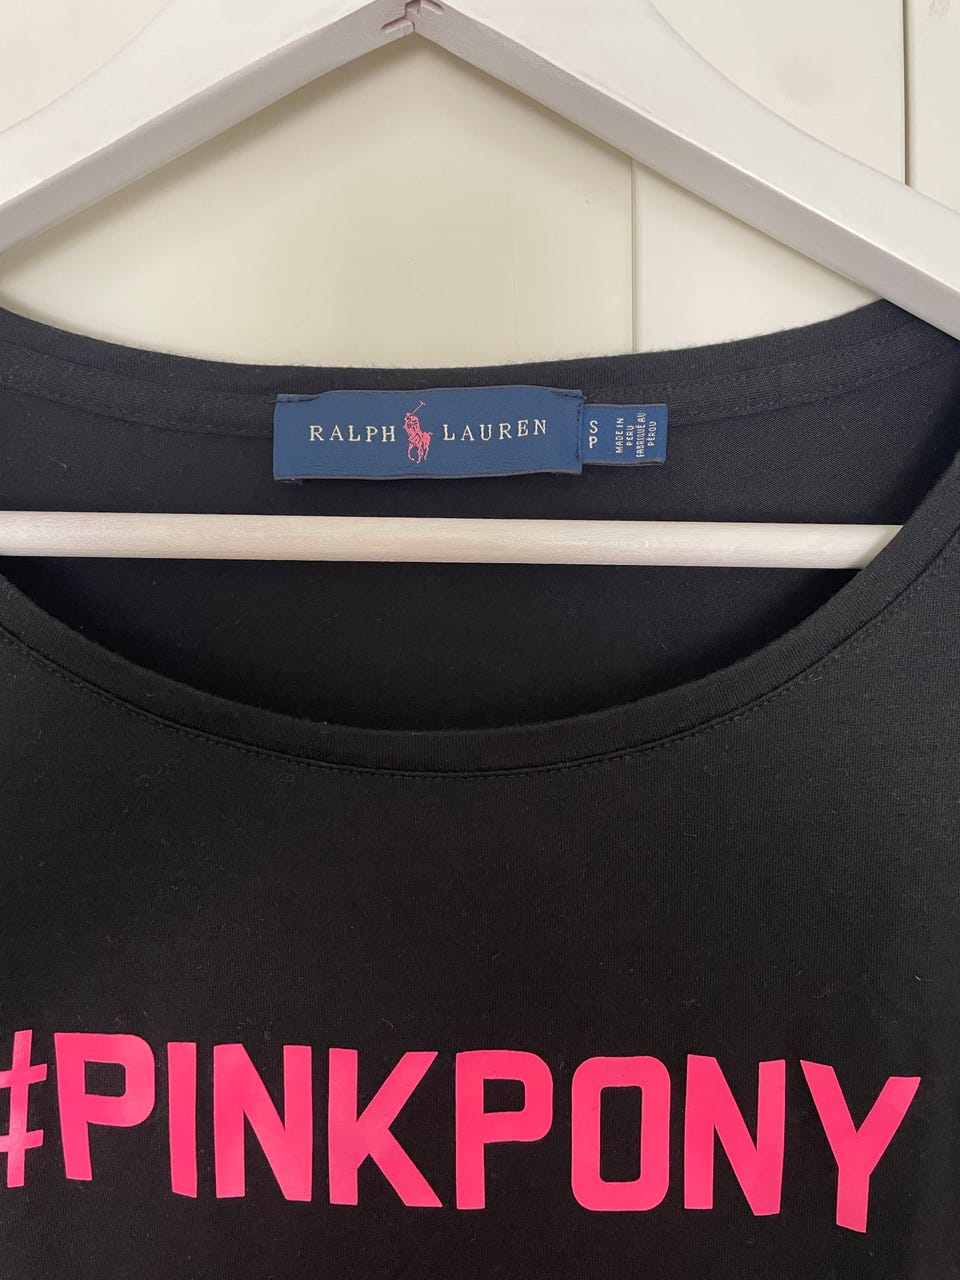 RALPH LAUREN
S
P
MADE IN
PERU
FABRIQUÉ AU
PÉROU
#PINKPONY